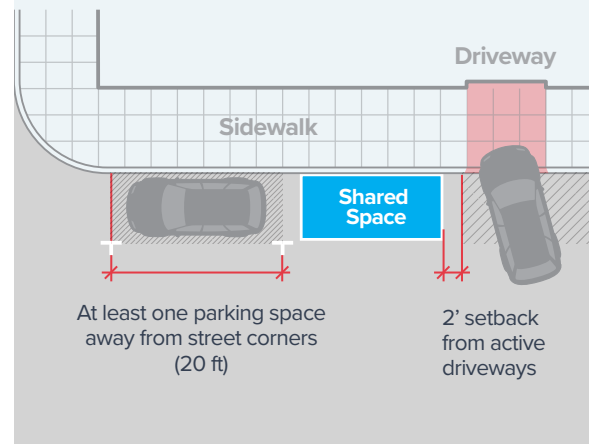 Driveway
Sidewalk
Shared
Space
At least one parking space
away from street corners
(20 ft)
2’ setback
from active
driveways